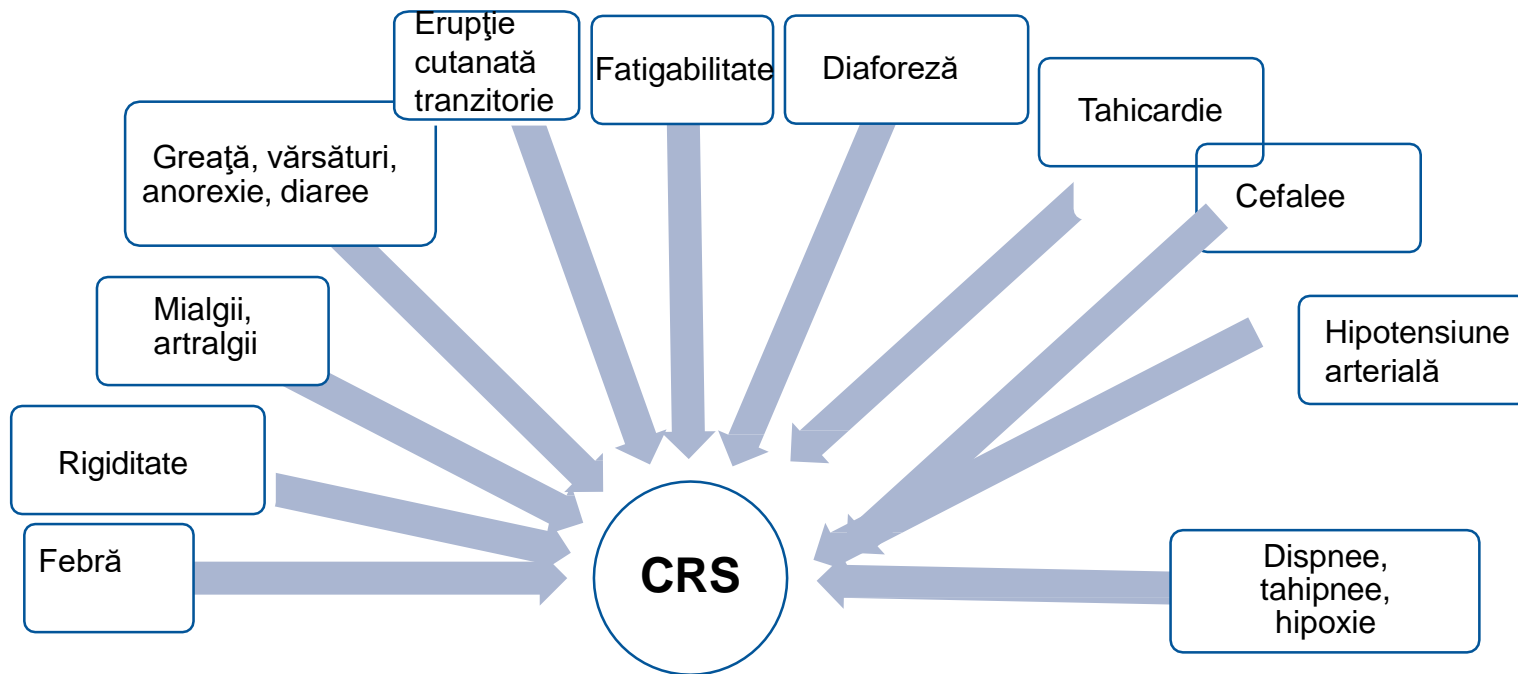 Erupţie
cutanată
tranzitorie
Fatigabilitate
Diaforeză
Tahicardie
Greaţă, vărsături,
anorexie, diaree
Cefalee
Mialgii,
artralgii
Hipotensiune
arterială
Rigiditate
Febră
CRS
Dispnee,
tahipnee,
hipoxie